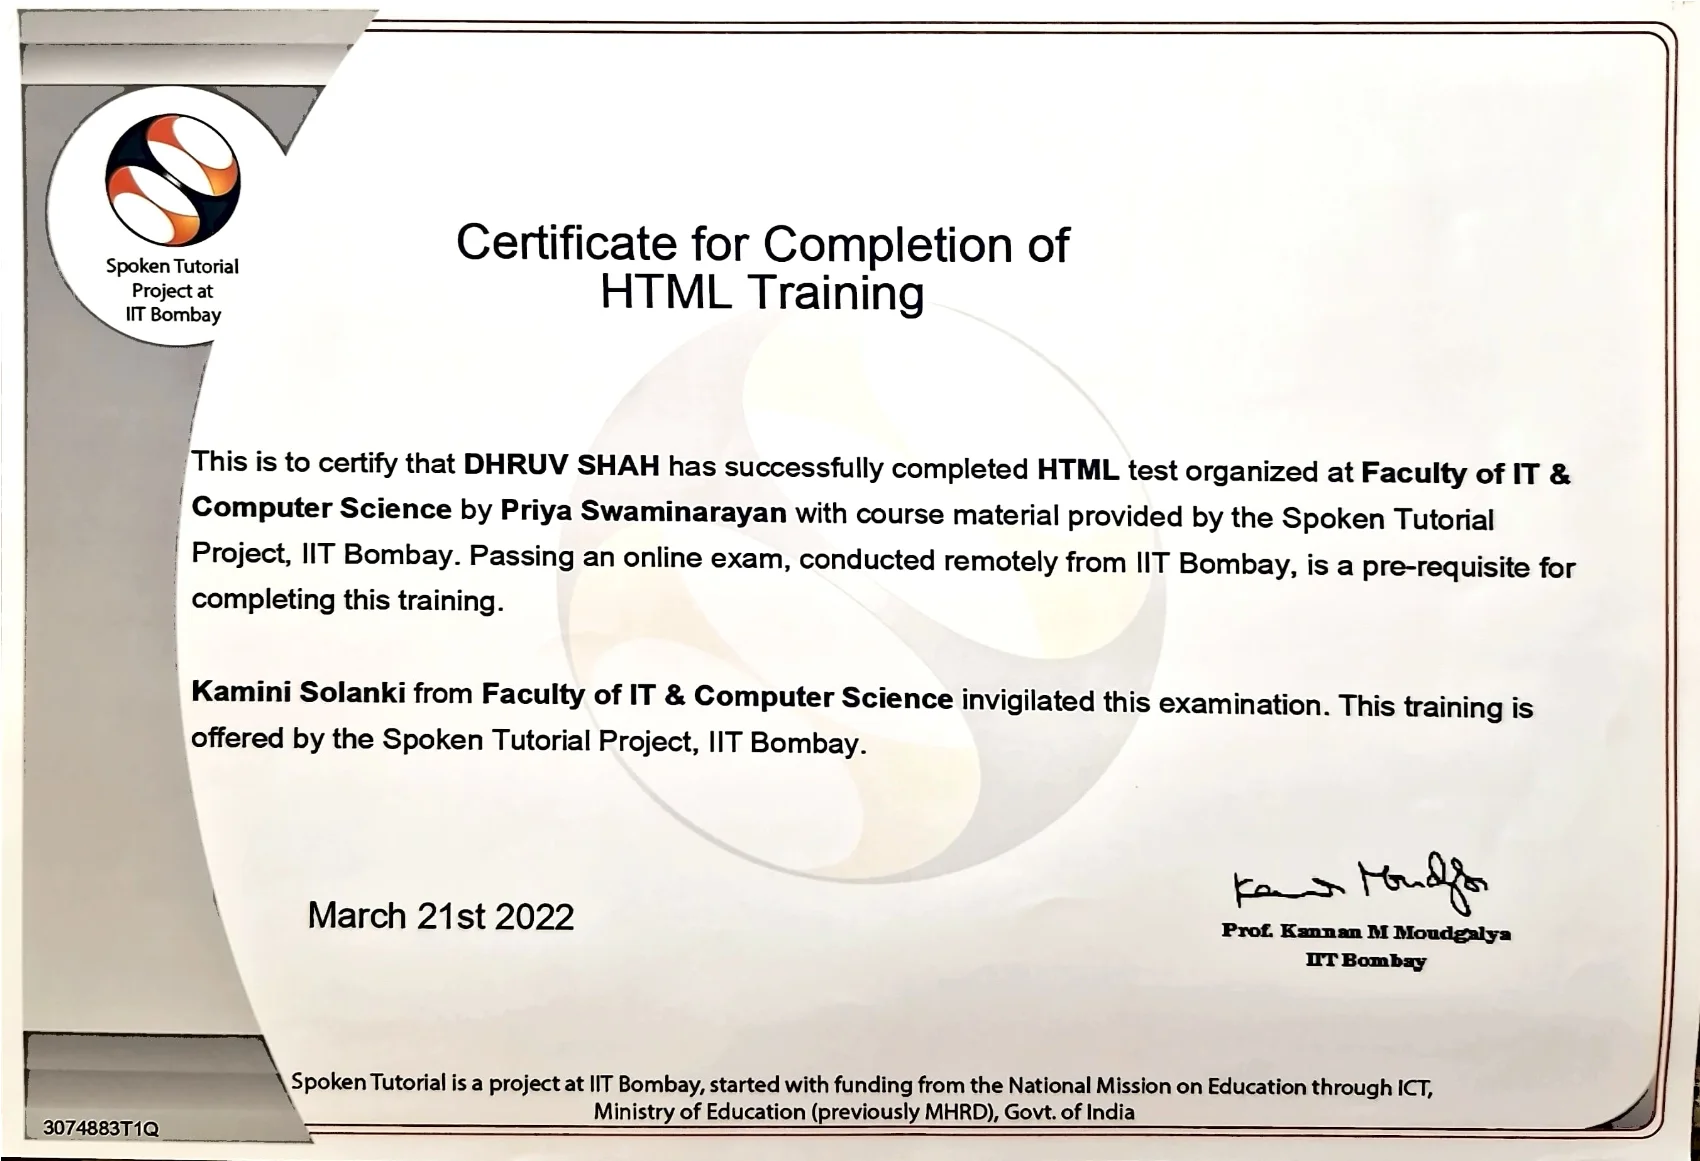 Spoken Tutorial
Project at
IIT Bombay
Certificate for Completion of
HTML Training
This is to certify that DHRUV SHAH has successfully completed HTML test organized at Faculty of IT &
Computer Science by Priya Swaminarayan with course material provided by the Spoken Tutorial
Project, IIT Bombay. Passing an online exam, conducted remotely from IIT Bombay, is a pre-requisite for
completing this training.
Kamini Solanki from Faculty of IT & Computer Science invigilated this examination. This training is
offered by the Spoken Tutorial Project, IIT Bombay.
March 21st 2022
Prof. Kannan M Moudgalya
IIT Bombay
Spoken Tutorial is a project at IIT Bombay, started with funding from the National Mission on Education through ICT,
Ministry of Education (previously MHRD), Govt. of India
3074883T1Q